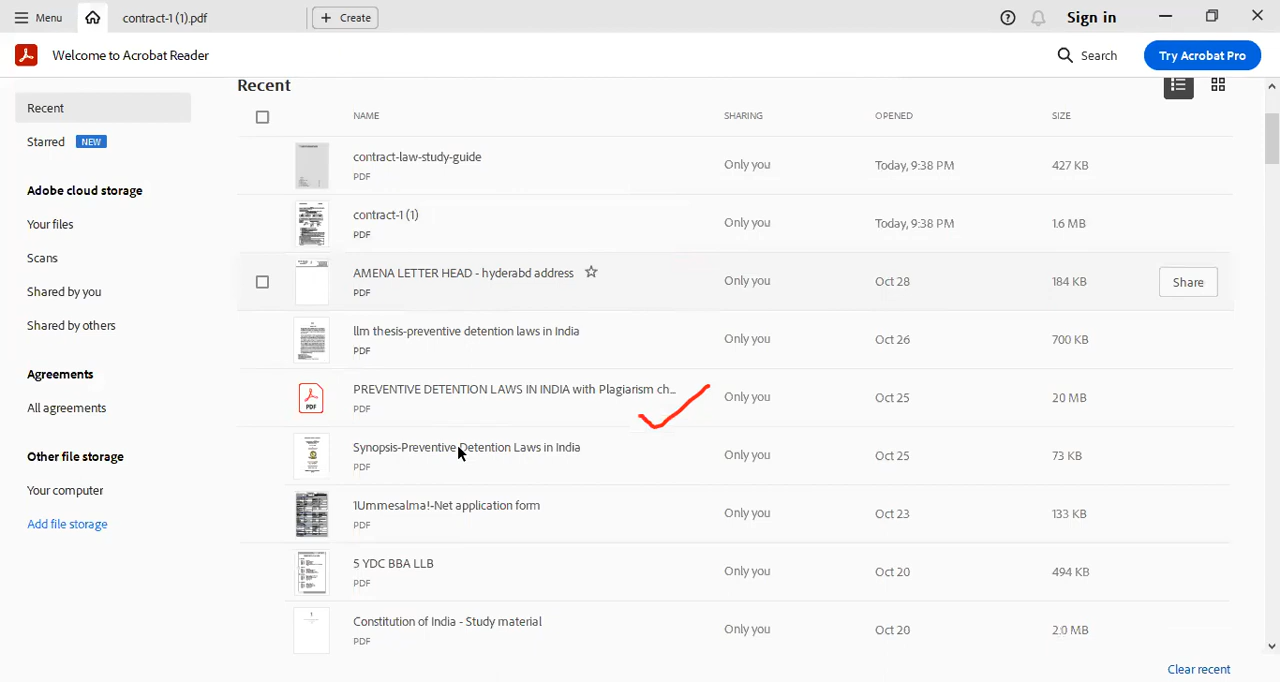 Menu
contract-1 (1).pdf
+ Create
Sign in
Welcome to Acrobat Reader
Search
Try Acrobat Pro
Recent
Starred NEW
Adobe cloud storage
Your files
Scans
Shared by you
Shared by others
Agreements
All agreements
Other file storage
Your computer
Add file storage
Recent
NAME SHARING OPENED SIZE
contract-law-study-guide
PDF
Only you Today, 9:38 PM 427 KB
contract-1 (1)
PDF
Only you Today, 9:38 PM 1.6 MB
AMENA LETTER HEAD - hyderabd address
PDF
Only you Oct 28 184 KB Share
llm thesis-preventive detention laws in India
PDF
Only you Oct 26 700 KB
PREVENTIVE DETENTION LAWS IN INDIA with Plagiarism ch...
PDF
Only you Oct 25 20 MB
Synopsis-Preventive Detention Laws in India
PDF
Only you Oct 25 73 KB
1Ummesalma!-Net application form
PDF
Only you Oct 23 133 KB
5 YDC BBA LLB
PDF
Only you Oct 20 494 KB
Constitution of India - Study material
PDF
Only you Oct 20 2.0 MB
Clear recent